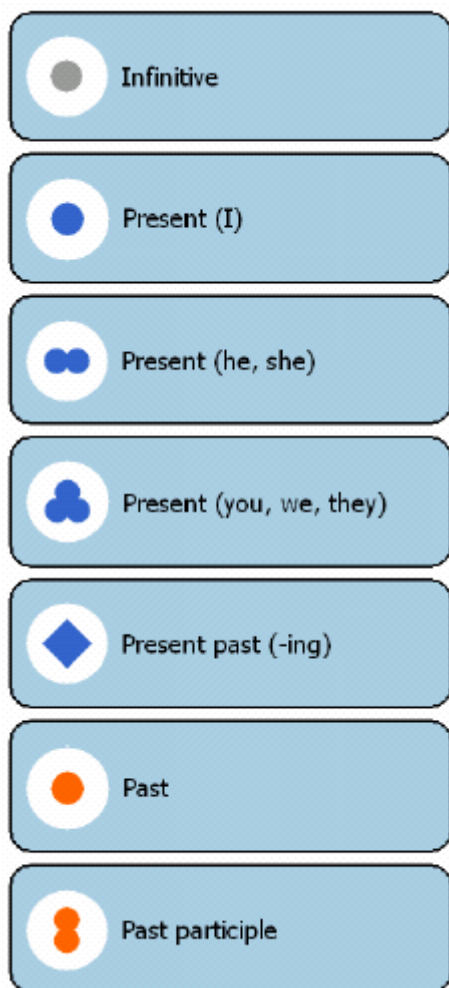 Infinitive
Present (I)
Present (he, she)
Present (you, we, they)
Present past (-ing)
Past
Past participle